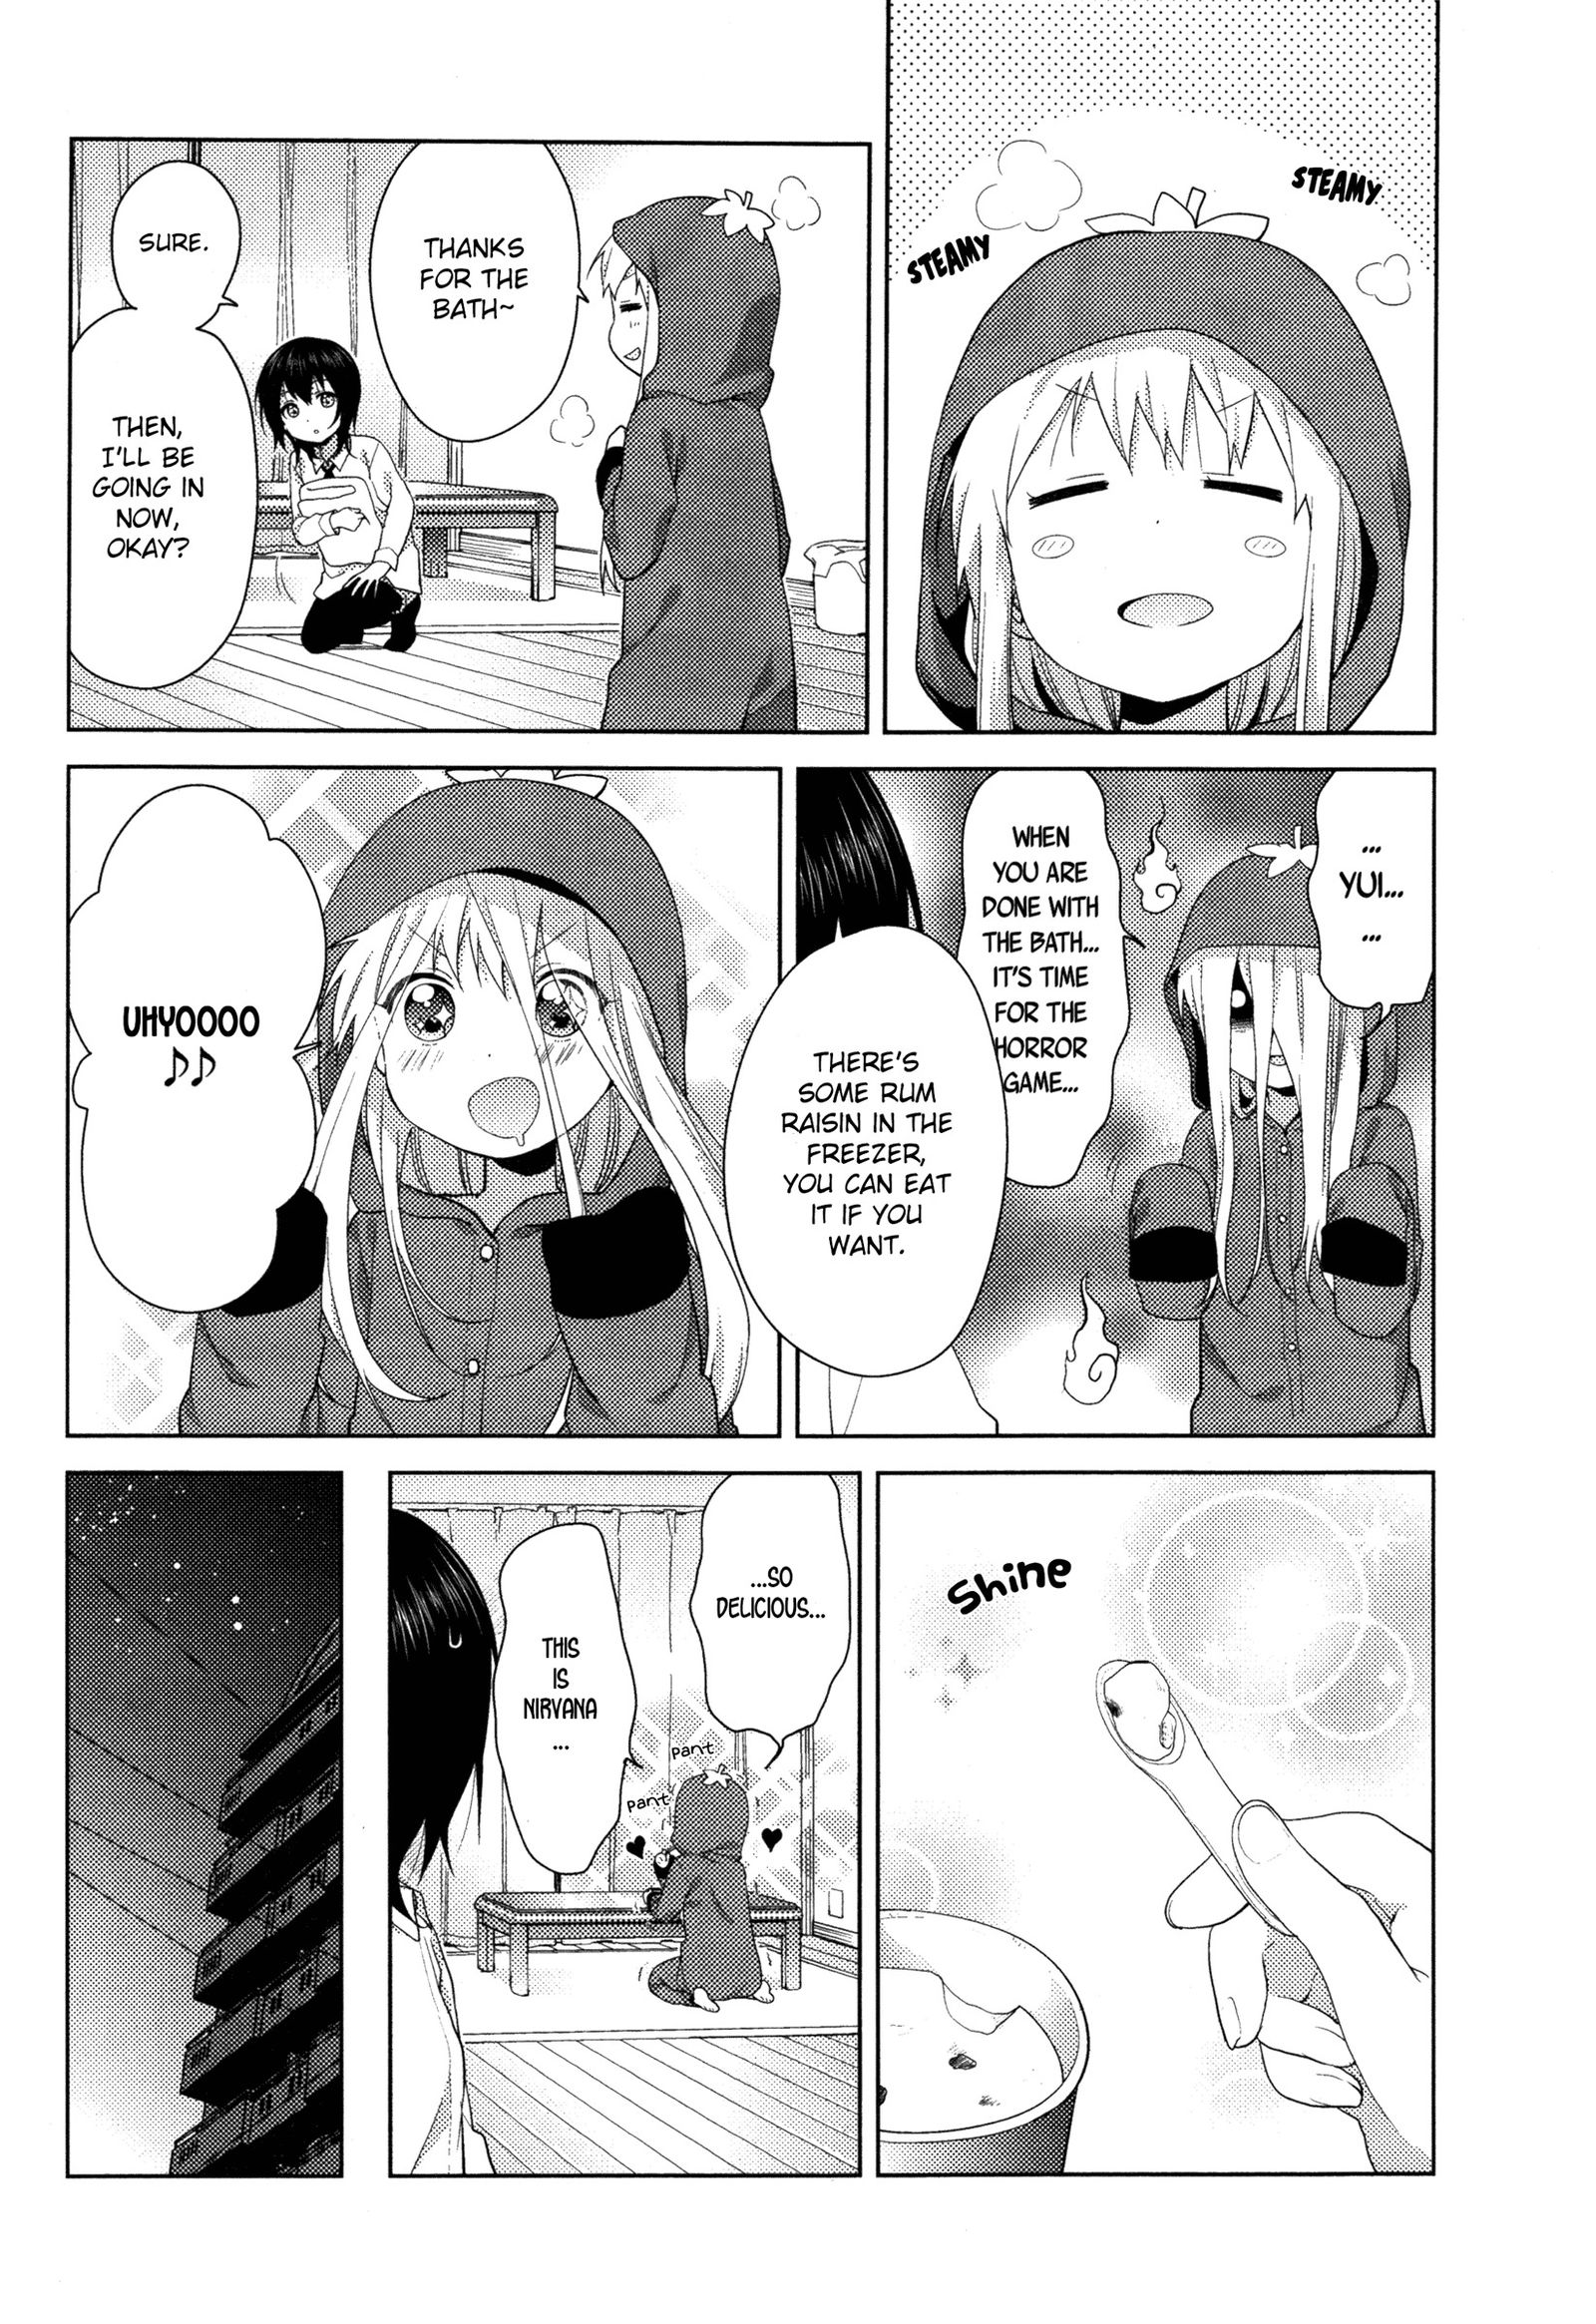 STEAMY
STEAMY
THANKS
FOR THE
BATH~
SURE.
THEN,
I'LL BE
GOING IN
NOW,
OKAY?
...
YUI...
...
WHEN
YOU ARE
DONE WITH
THE BATH...
IT'S TIME
FOR THE
HORROR
GAME...
THERE'S
SOME RUM
RAISIN IN THE
FREEZER,
YOU CAN EAT
IT IF YOU
WANT.
UHYOOOO
♪♪
Shine
...SO
DELICIOUS...
THIS
IS
NIRVANA
...
pant
pant